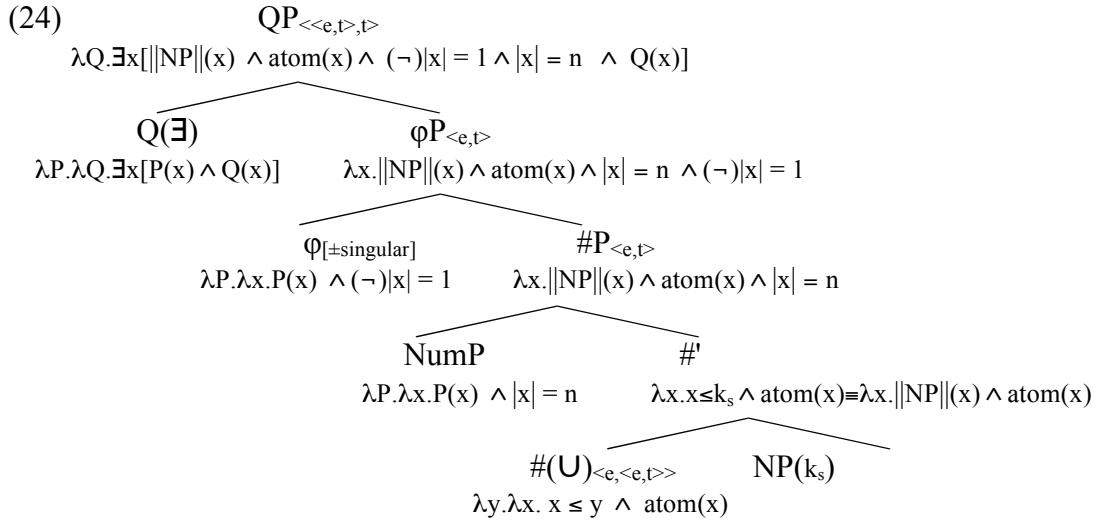 (24) QP<<e,t>,t>
λQ.∃x[||NP||(x) ∧ atom(x) ∧ (¬)|x| = 1 ∧ |x| = n ∧ Q(x)]
Q(∃) φP<e,t>
λP.λQ.∃x[P(x) ∧ Q(x)] λx.||NP||(x) ∧ atom(x) ∧ |x| = n ∧ (¬)|x| = 1
φ[±singular] #P<e,t>
λP.λx.P(x) ∧ (¬)|x| = 1 λx.||NP||(x) ∧ atom(x) ∧ |x| = n
NumP #'
λP.λx.P(x) ∧ |x| = n λx.x≤ks ∧ atom(x)≡λx.||NP||(x) ∧ atom(x)
#(∪)<e,<e,t>> NP(ks)
λy.λx. x ≤ y ∧ atom(x)